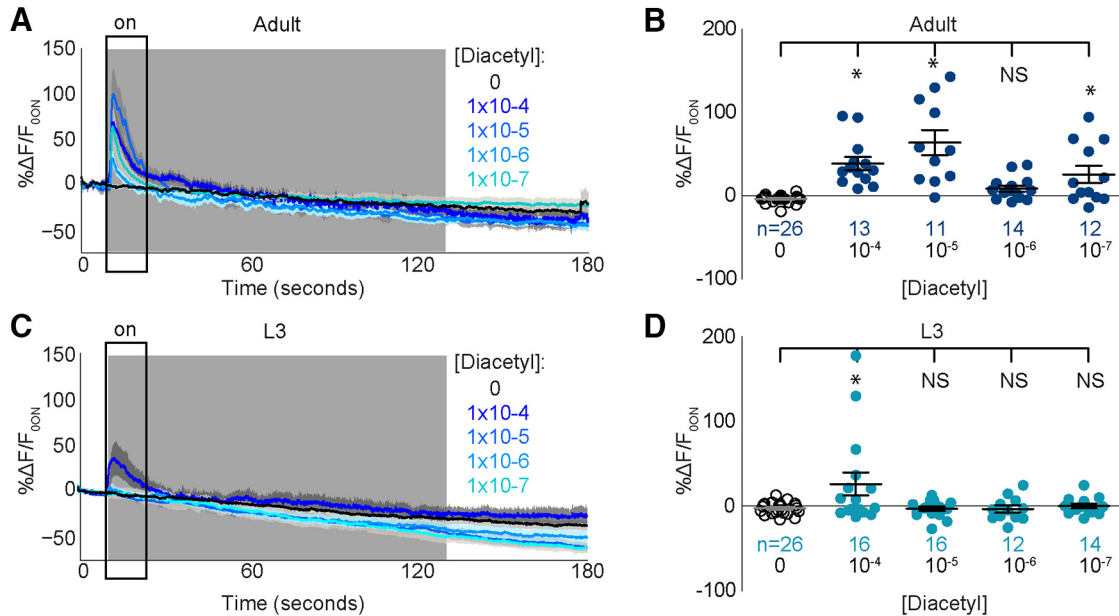 A
on
Adult
150
100
50
0
−50
%ΔF/F0ON
[Diacetyl]:
0
1x10-4
1x10-5
1x10-6
1x10-7
0 60 120 180
Time (seconds)
B
Adult
200
100
0
-100
%ΔF/F0ON
* * NS *
n=26 13 11 14 12
0 10-4 10-5 10-6 10-7
[Diacetyl]
C
on
L3
150
100
50
0
−50
%ΔF/F0ON
[Diacetyl]:
0
1x10-4
1x10-5
1x10-6
1x10-7
0 60 120 180
Time (seconds)
D
L3
200
100
0
-100
%ΔF/F0ON
* NS NS NS
n=26 16 16 12 14
0 10-4 10-5 10-6 10-7
[Diacetyl]